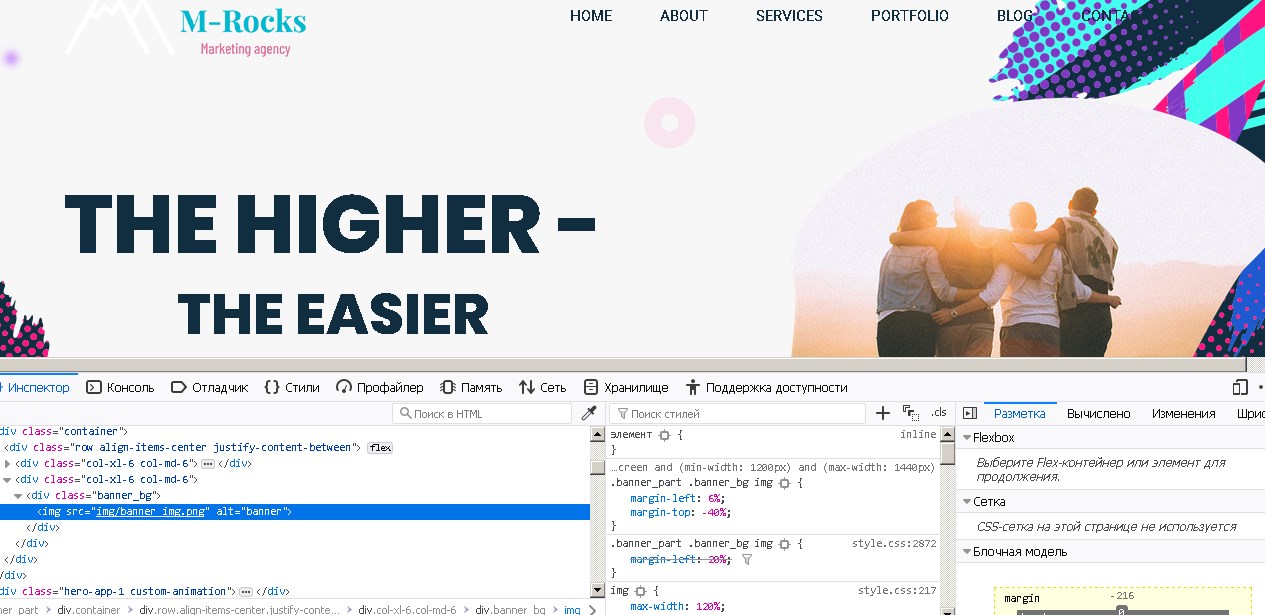 M-Rocks
Marketing agency
HOME ABOUT SERVICES PORTFOLIO BLOG CONTAC
THE HIGHER –
THE EASIER
Инспектор Консоль Отладчик Стили Профайлер Память Сеть Хранилище Поддержка доступности
Поиск в HTML
div class="container">
<div class="row align-items-center justify-content-between"> flex
<div class="col-xl-6 col-md-6"> ••• </div>
<div class="col-xl-6 col-md-6">
<div class="banner_bg">
<img src="img/banner_img.png" alt="banner">
</div>
</div>
</div>
/div>
div class="hero-app-1 custom-animation"> ••• </div>
ner_part > div.container > div.row.align-items-center.justify-conte… > div.col-xl-6.col-md-6 > div.banner_bg > img
Поиск стилей + .cls
элемент { inline
}
…creen and (min-width: 1200px) and (max-width: 1440px)
.banner_part .banner_bg img {
margin-left: 6%;
margin-top: -40%;
}
.banner_part .banner_bg img { style.css:2872
margin-left: 20%;
}
img { style.css:217
max-width: 120%;
Разметка Вычислено Изменения Шри
Flexbox
Выберите Flex-контейнер или элемент для
продолжения.
Сетка
CSS-сетка на этой странице не используется
Блочная модель
margin -216
0